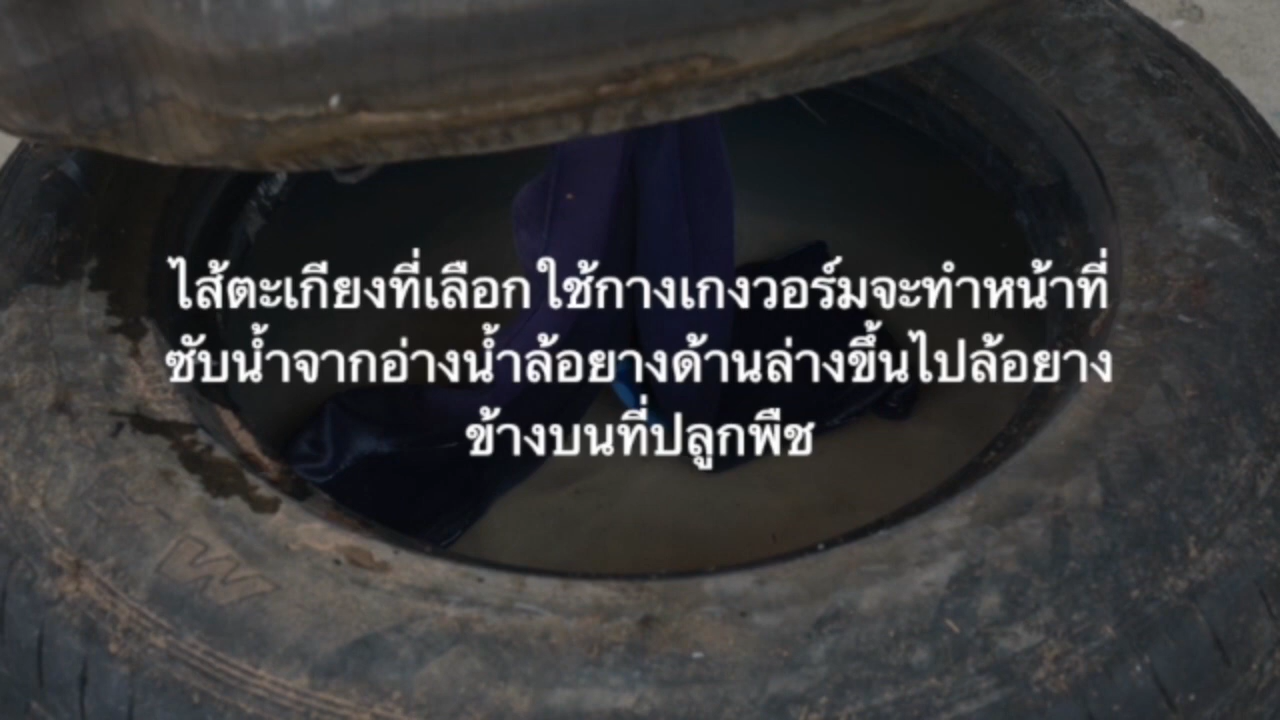 ไส้ตะเกียงที่เลือกใช้กางเกงวอร์มจะทำหน้าที่
ซับน้ำจากอ่างน้ำล้อยางด้านล่างขึ้นไปล้อยาง
ข้างบนที่ปลูกพืช
W